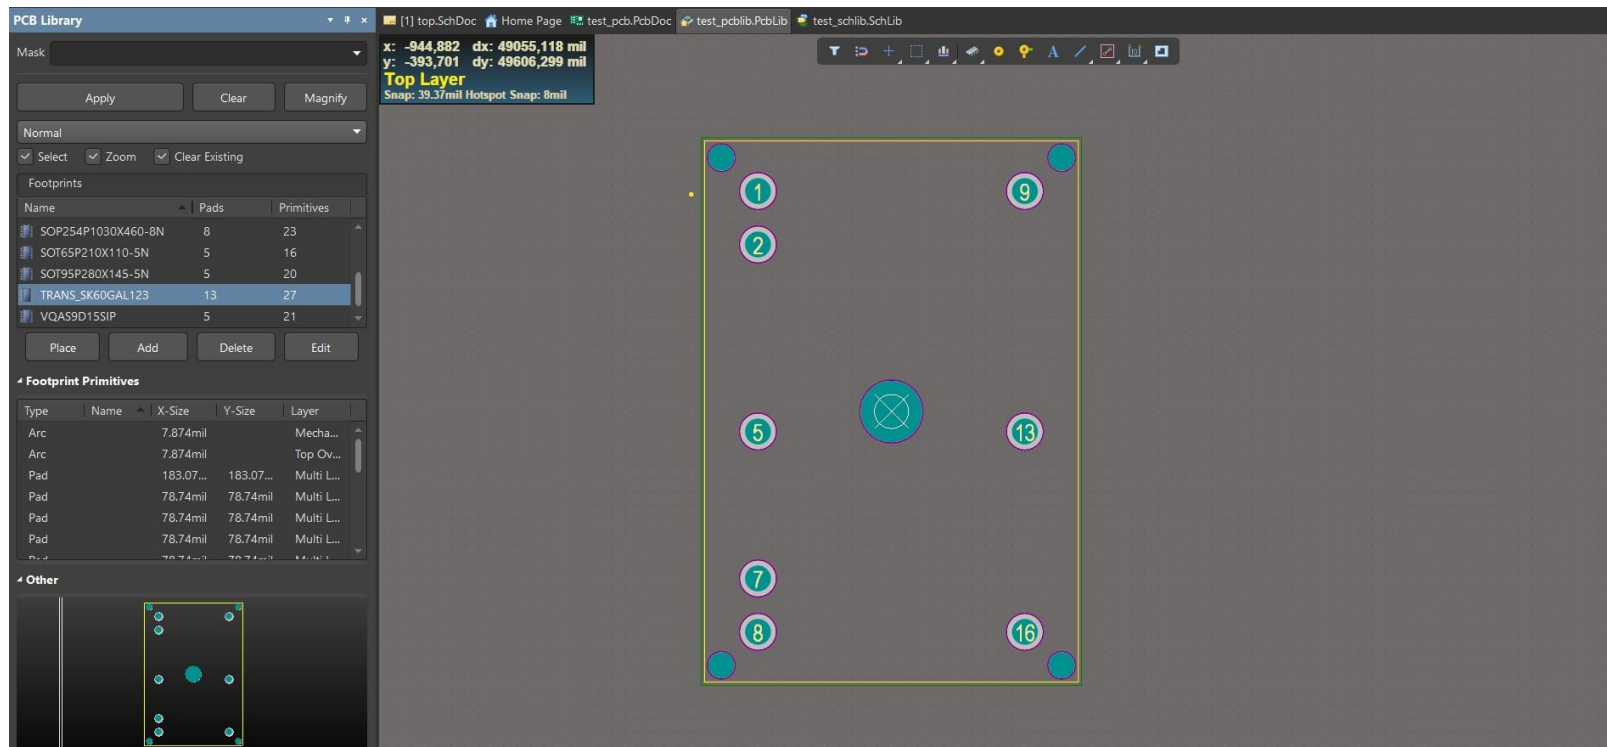 PCB Library
[1] top.SchDoc Home Page test_pcb.PcbDoc test_pcblib.PcbLib test_schlib.SchLib
Mask
Apply Clear Magnify
Normal
Select Zoom Clear Existing
Footprints
Name Pads Primitives
SOP254P1030X460-8N 8 23
SOT65P210X110-5N 5 16
SOT95P280X145-5N 5 20
TRANS_SK60GAL123 13 27
VQAS9D15SIP 5 21
Place Add Delete Edit
Footprint Primitives
Type Name X-Size Y-Size Layer
Arc 7.874mil Mecha...
Arc 7.874mil Top Ov...
Pad 183.07... 183.07... Multi L...
Pad 78.74mil 78.74mil Multi L...
Pad 78.74mil 78.74mil Multi L...
Pad 78.74mil 78.74mil Multi L...
Other
x: -944,882 dx: 49055,118 mil
y: -393,701 dy: 49606,299 mil
Top Layer
Snap: 39.37mil Hotspot Snap: 8mil
A
1 9
2
5 13
7
8 16